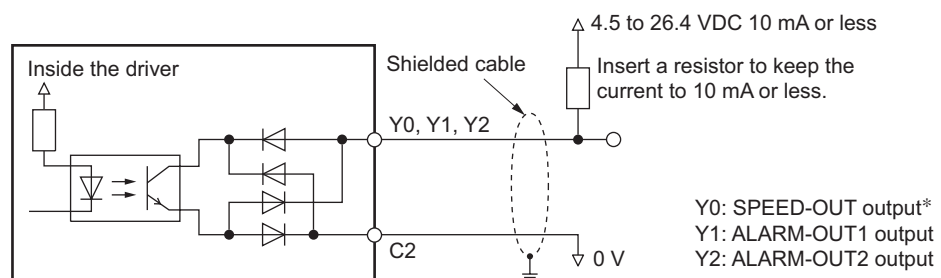 4.5 to 26.4 VDC 10 mA or less
Inside the driver
Shielded cable
Insert a resistor to keep the
current to 10 mA or less.
Y0, Y1, Y2
C2
0 V
Y0: SPEED-OUT output*
Y1: ALARM-OUT1 output
Y2: ALARM-OUT2 output